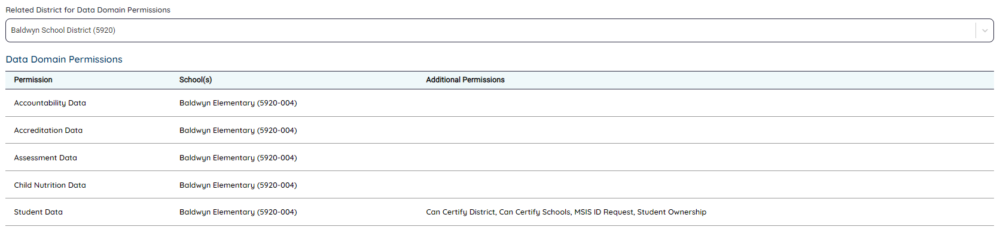 Related District for Data Domain Permissions
Baldwyn School District (5920)
Data Domain Permissions
Permission School(s) Additional Permissions
Accountability Data Baldwyn Elementary (5920-004)
Accreditation Data Baldwyn Elementary (5920-004)
Assessment Data Baldwyn Elementary (5920-004)
Child Nutrition Data Baldwyn Elementary (5920-004)
Student Data Baldwyn Elementary (5920-004) Can Certify District, Can Certify Schools, MSIS ID Request, Student Ownership